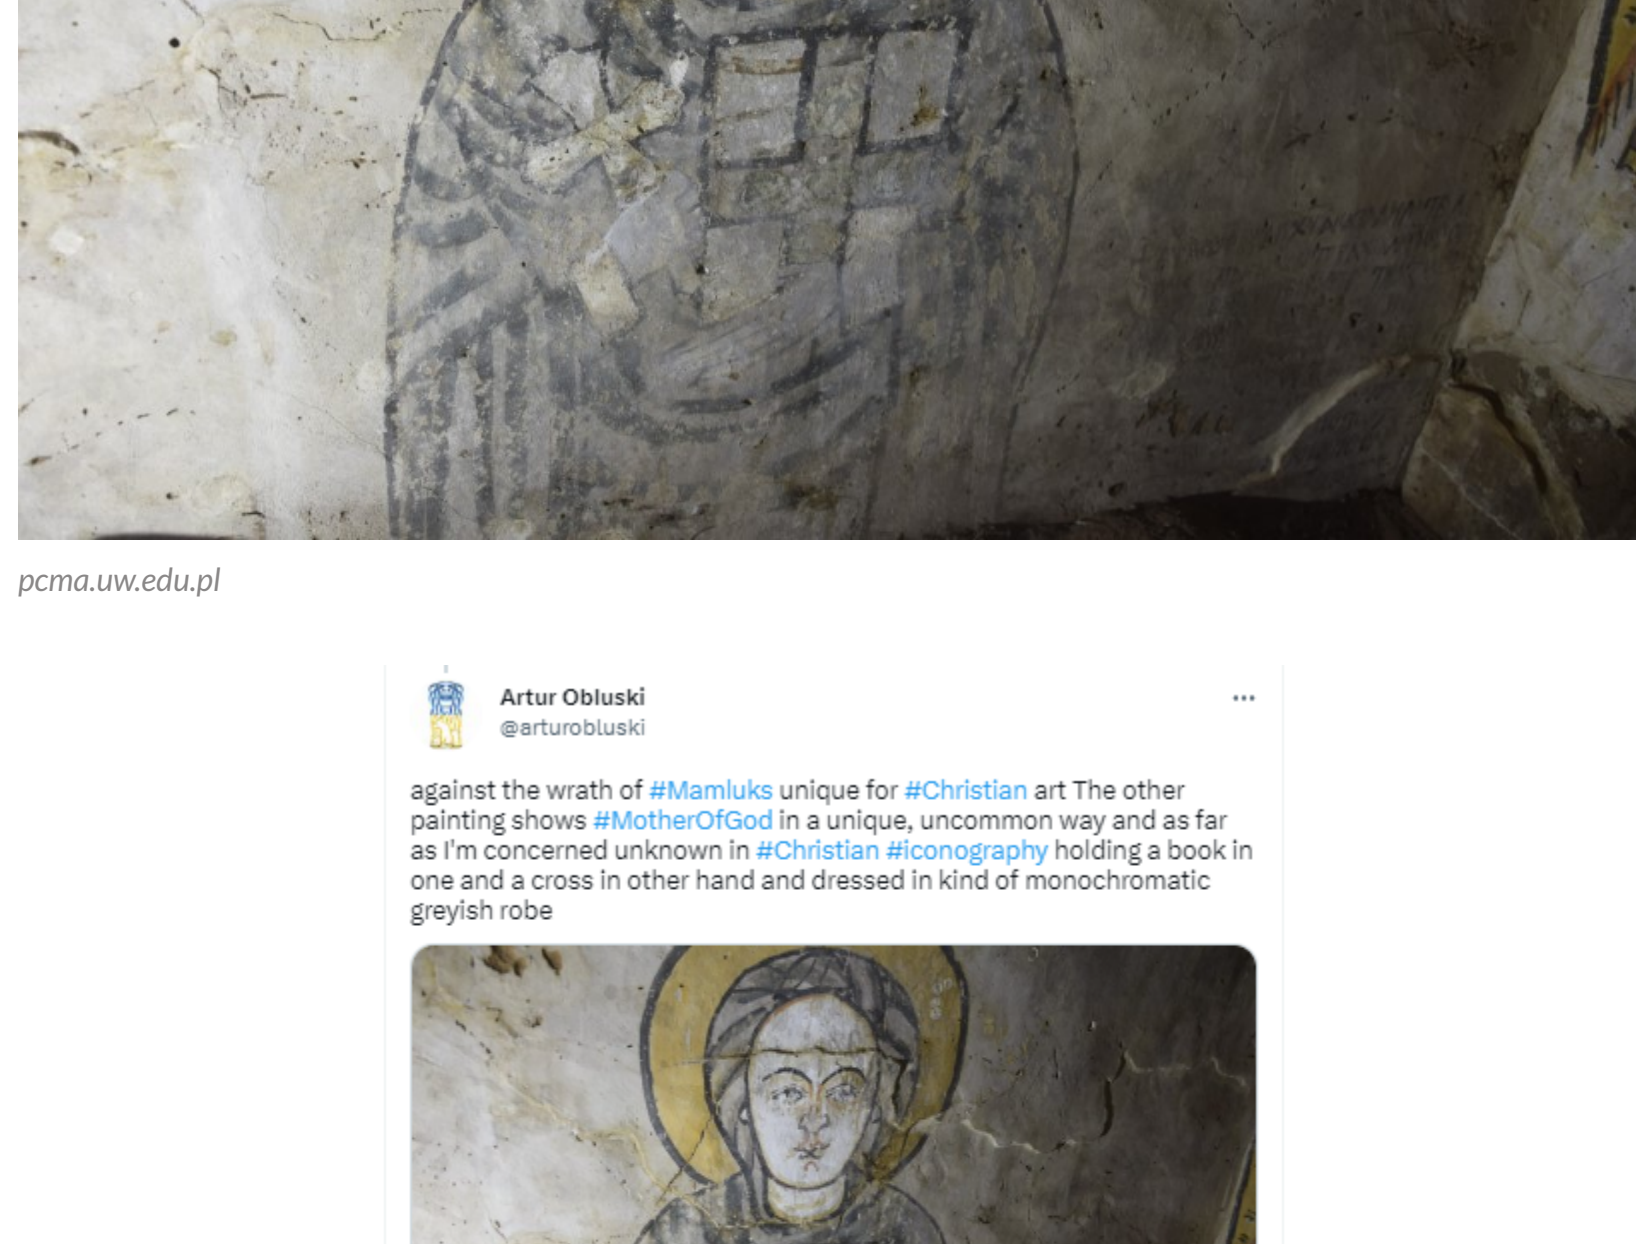 pcma.uw.edu.pl
Artur Obluski
@arturobluski
against the wrath of #Mamluks unique for #Christian art The other
painting shows #MotherOfGod in a unique, uncommon way and as far
as I'm concerned unknown in #Christian #iconography holding a book in
one and a cross in other hand and dressed in kind of monochromatic
greyish robe